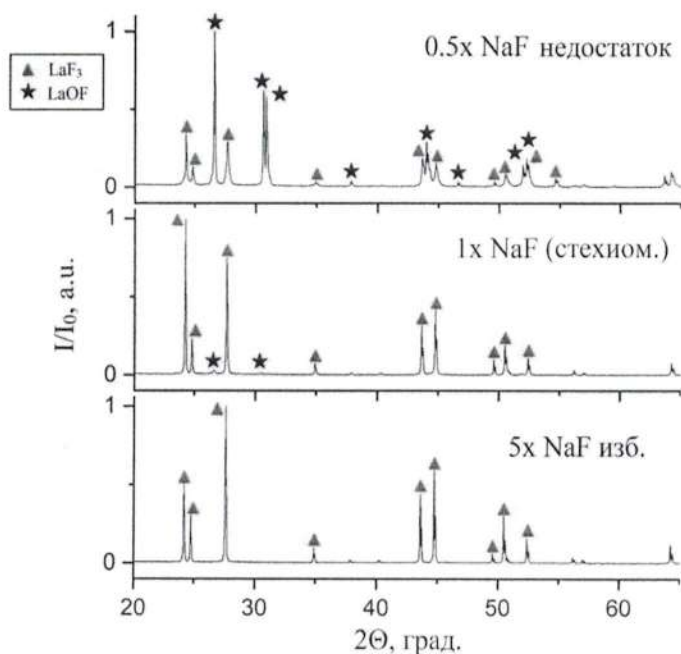 LaF₃
LaOF
I/I₀, a.u.
1
0.5x NaF недостаток
0
1
1x NaF (стехиом.)
0
1
5x NaF изб.
0
20 30 40 50 60
2Θ, град.